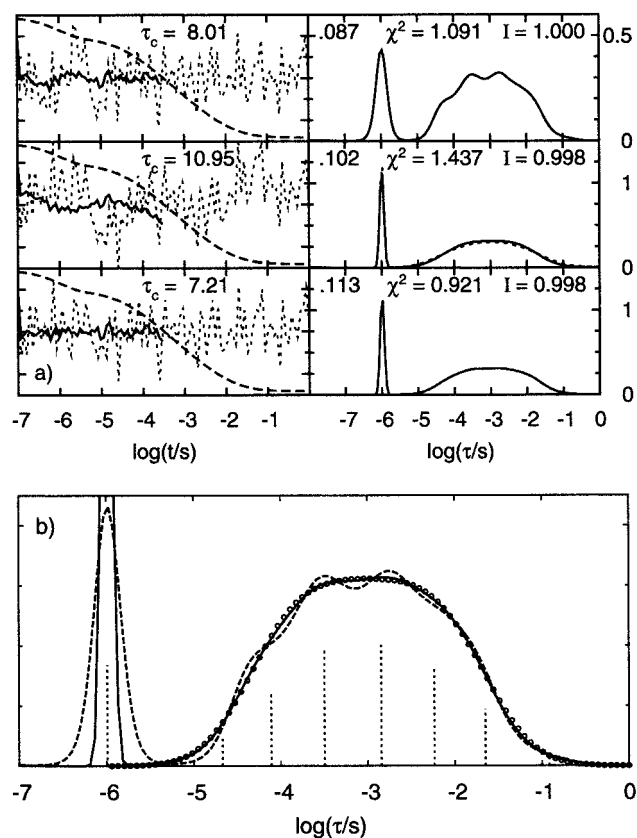 τc = 8.01 .087 χ² = 1.091 I = 1.000 0.5
0
τc = 10.95 .102 χ² = 1.437 I = 0.998
1
0
τc = 7.21 .113 χ² = 0.921 I = 0.998
1
a)
0
-7 -6 -5 -4 -3 -2 -1 -6 -5 -4 -3 -2 -1 0
log(t/s) log(τ/s)
b)
-7 -6 -5 -4 -3 -2 -1 0
log(τ/s)